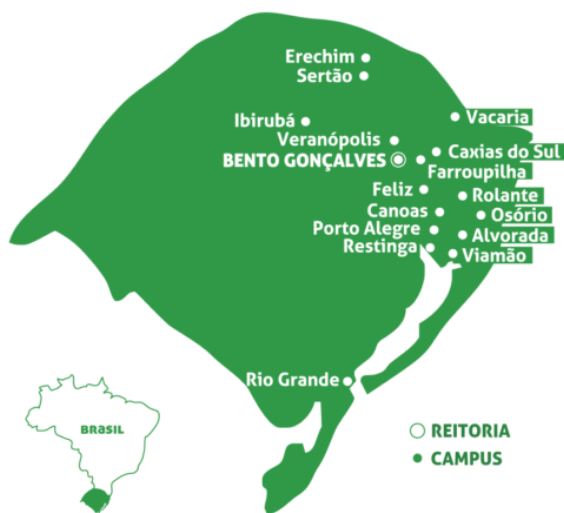 Erechim
Sertão
Vacaria
Ibirubá
Veranópolis
Caxias do Sul
BENTO GONÇALVES
Farroupilha
Feliz
Rolante
Canoas
Osório
Porto Alegre
Alvorada
Restinga
Viamão
Rio Grande
BRASIL
REITORIA
CAMPUS